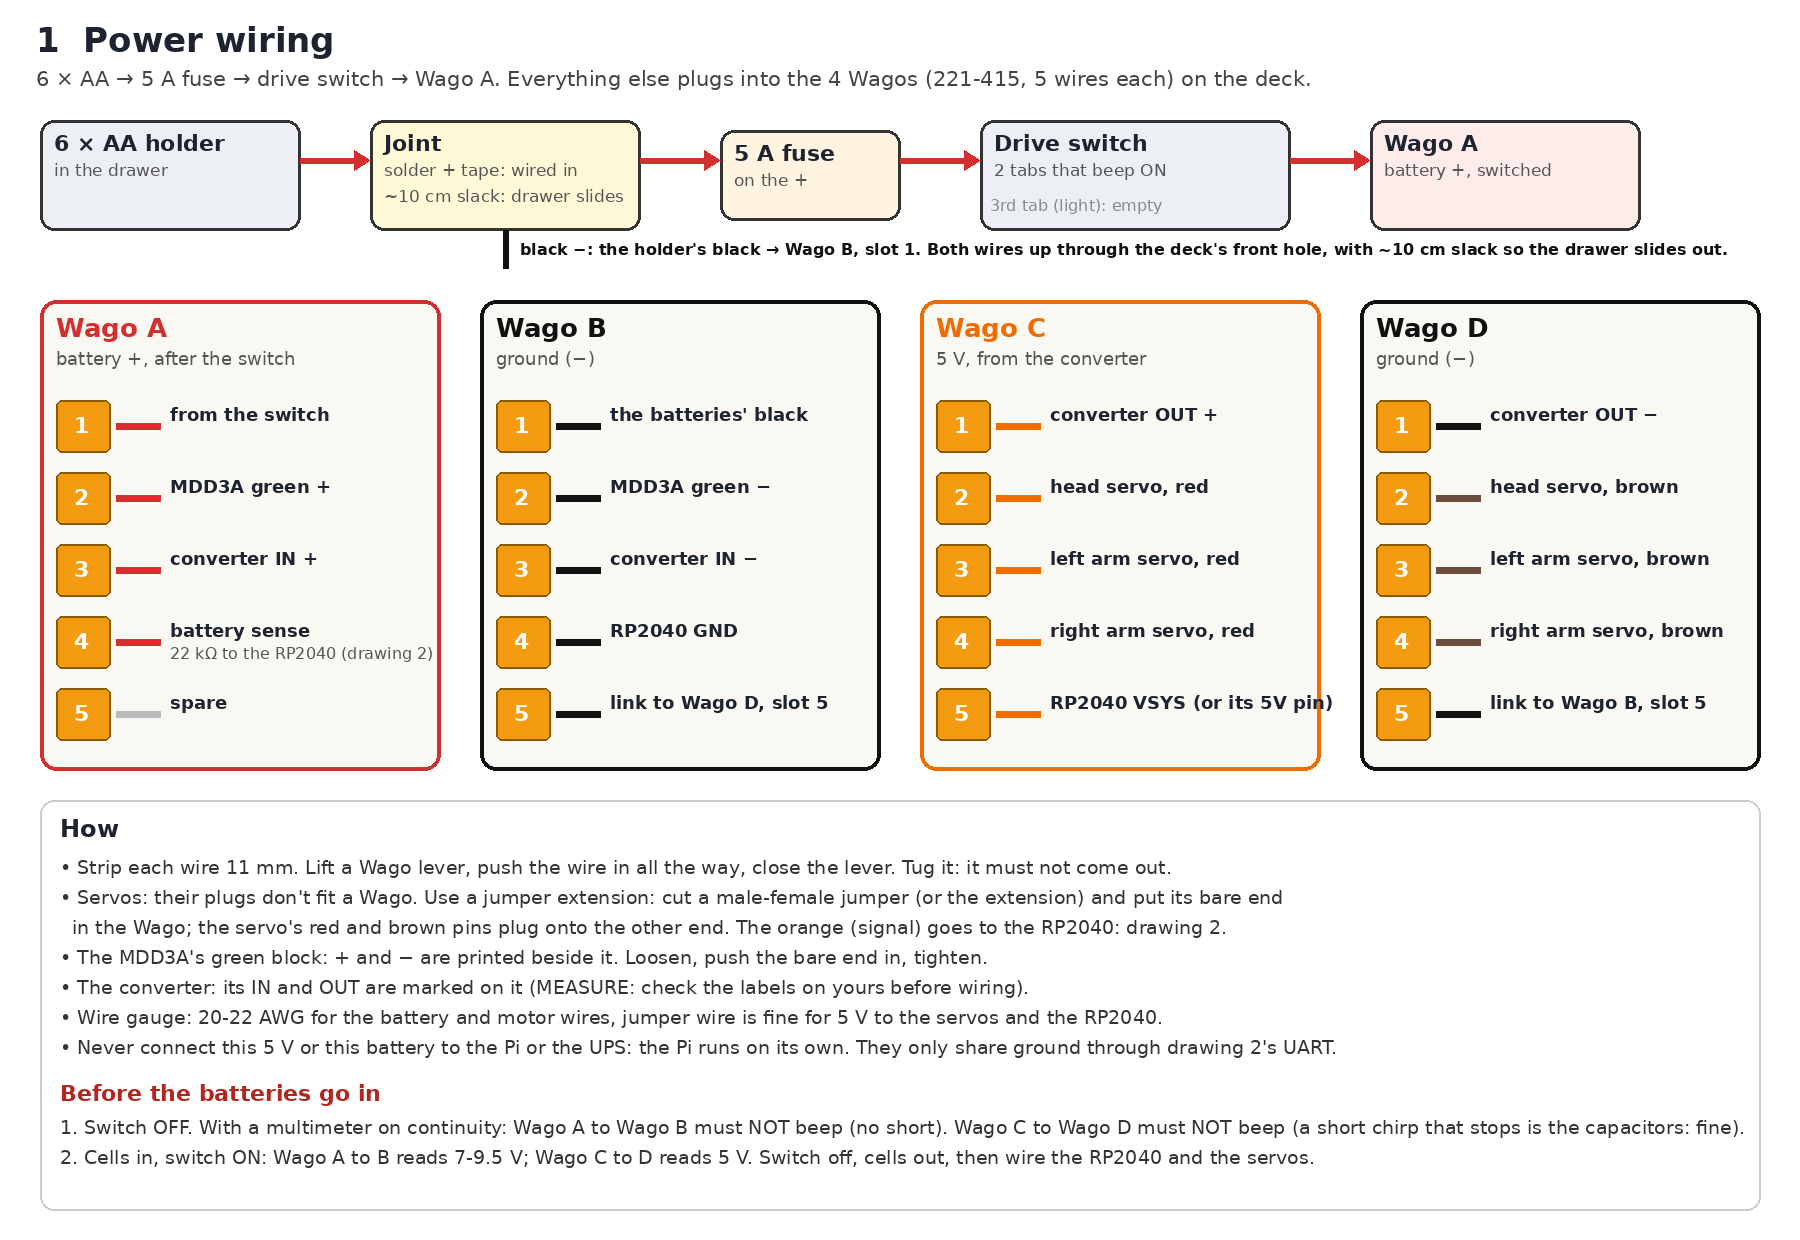 1 Power wiring
6 × AA → 5 A fuse → drive switch → Wago A. Everything else plugs into the 4 Wagos (221-415, 5 wires each) on the deck.
6 × AA holder
in the drawer
Joint
solder + tape: wired in
~10 cm slack: drawer slides
5 A fuse
on the +
Drive switch
2 tabs that beep ON
3rd tab (light): empty
Wago A
battery +, switched
black −: the holder's black → Wago B, slot 1. Both wires up through the deck's front hole, with ~10 cm slack so the drawer slides out.
Wago A
battery +, after the switch
1 from the switch
2 MDD3A green +
3 converter IN +
4 battery sense
22 kΩ to the RP2040 (drawing 2)
5 spare
Wago B
ground (−)
1 the batteries' black
2 MDD3A green −
3 converter IN −
4 RP2040 GND
5 link to Wago D, slot 5
Wago C
5 V, from the converter
1 converter OUT +
2 head servo, red
3 left arm servo, red
4 right arm servo, red
5 RP2040 VSYS (or its 5V pin)
Wago D
ground (−)
1 converter OUT −
2 head servo, brown
3 left arm servo, brown
4 right arm servo, brown
5 link to Wago B, slot 5
How
• Strip each wire 11 mm. Lift a Wago lever, push the wire in all the way, close the lever. Tug it: it must not come out.
• Servos: their plugs don't fit a Wago. Use a jumper extension: cut a male-female jumper (or the extension) and put its bare end
in the Wago; the servo's red and brown pins plug onto the other end. The orange (signal) goes to the RP2040: drawing 2.
• The MDD3A's green block: + and − are printed beside it. Loosen, push the bare end in, tighten.
• The converter: its IN and OUT are marked on it (MEASURE: check the labels on yours before wiring).
• Wire gauge: 20-22 AWG for the battery and motor wires, jumper wire is fine for 5 V to the servos and the RP2040.
• Never connect this 5 V or this battery to the Pi or the UPS: the Pi runs on its own. They only share ground through drawing 2's UART.
Before the batteries go in
1. Switch OFF. With a multimeter on continuity: Wago A to Wago B must NOT beep (no short). Wago C to Wago D must NOT beep (a short chirp that stops is the capacitors: fine).
2. Cells in, switch ON: Wago A to B reads 7-9.5 V; Wago C to D reads 5 V. Switch off, cells out, then wire the RP2040 and the servos.